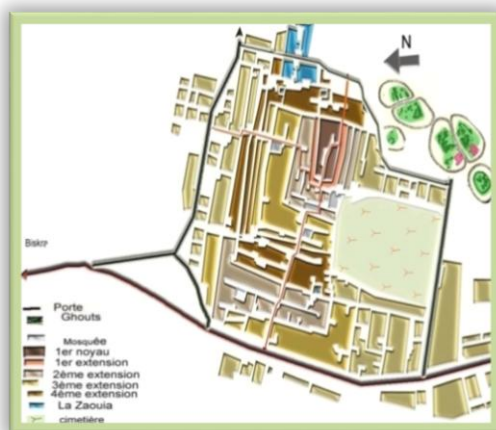 N
Biskr
Porte
Ghouts
Mosquée
1er noyau
1er extension
2ème extension
3ème extension
4ème extension
La Zaouia
cimetière